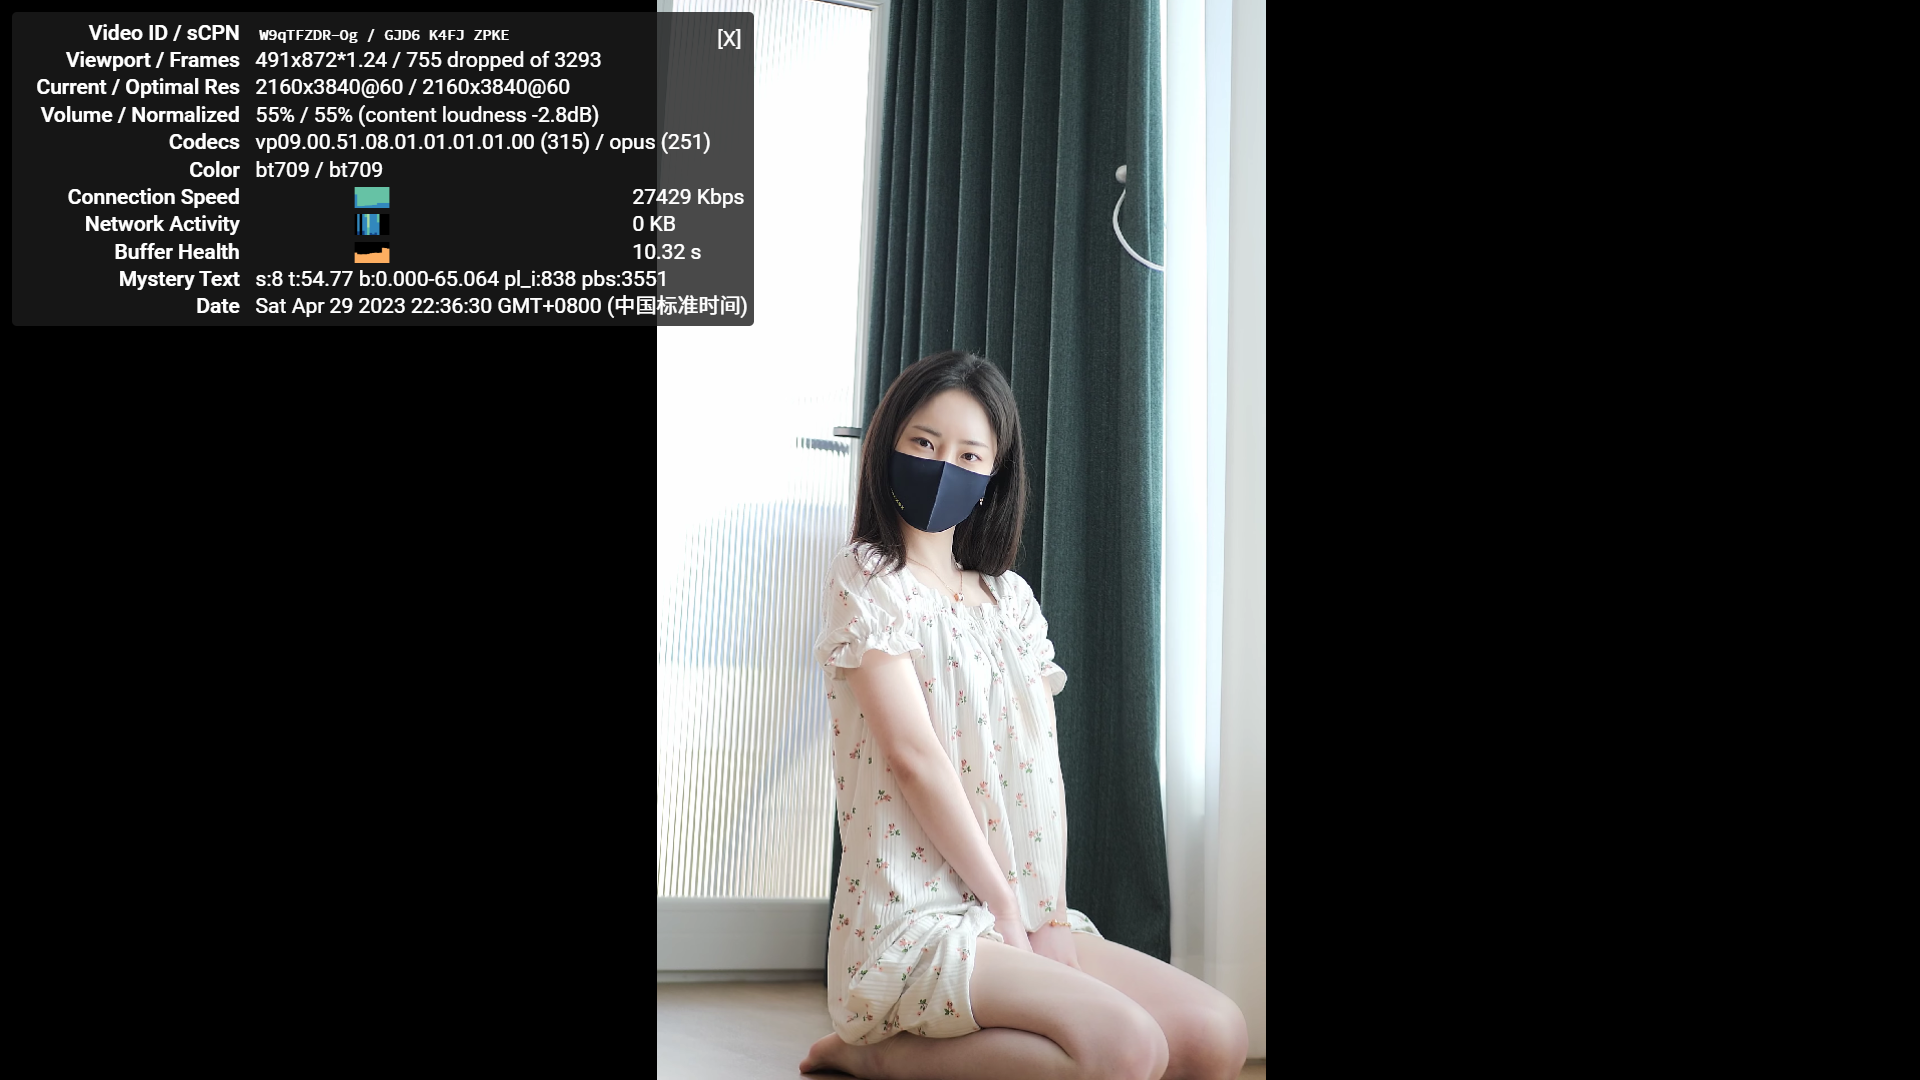 Video ID / sCPN W9qTFZDR-Og / GJD6 K4FJ ZPKE
[X]
Viewport / Frames 491x872*1.24 / 755 dropped of 3293
Current / Optimal Res 2160x3840@60 / 2160x3840@60
Volume / Normalized 55% / 55% (content loudness -2.8dB)
Codecs vp09.00.51.08.01.01.01.01.00 (315) / opus (251)
Color bt709 / bt709
Connection Speed 27429 Kbps
Network Activity 0 KB
Buffer Health 10.32 s
Mystery Text s:8 t:54.77 b:0.000-65.064 pl_i:838 pbs:3551
Date Sat Apr 29 2023 22:36:30 GMT+0800 (中国标准时间)